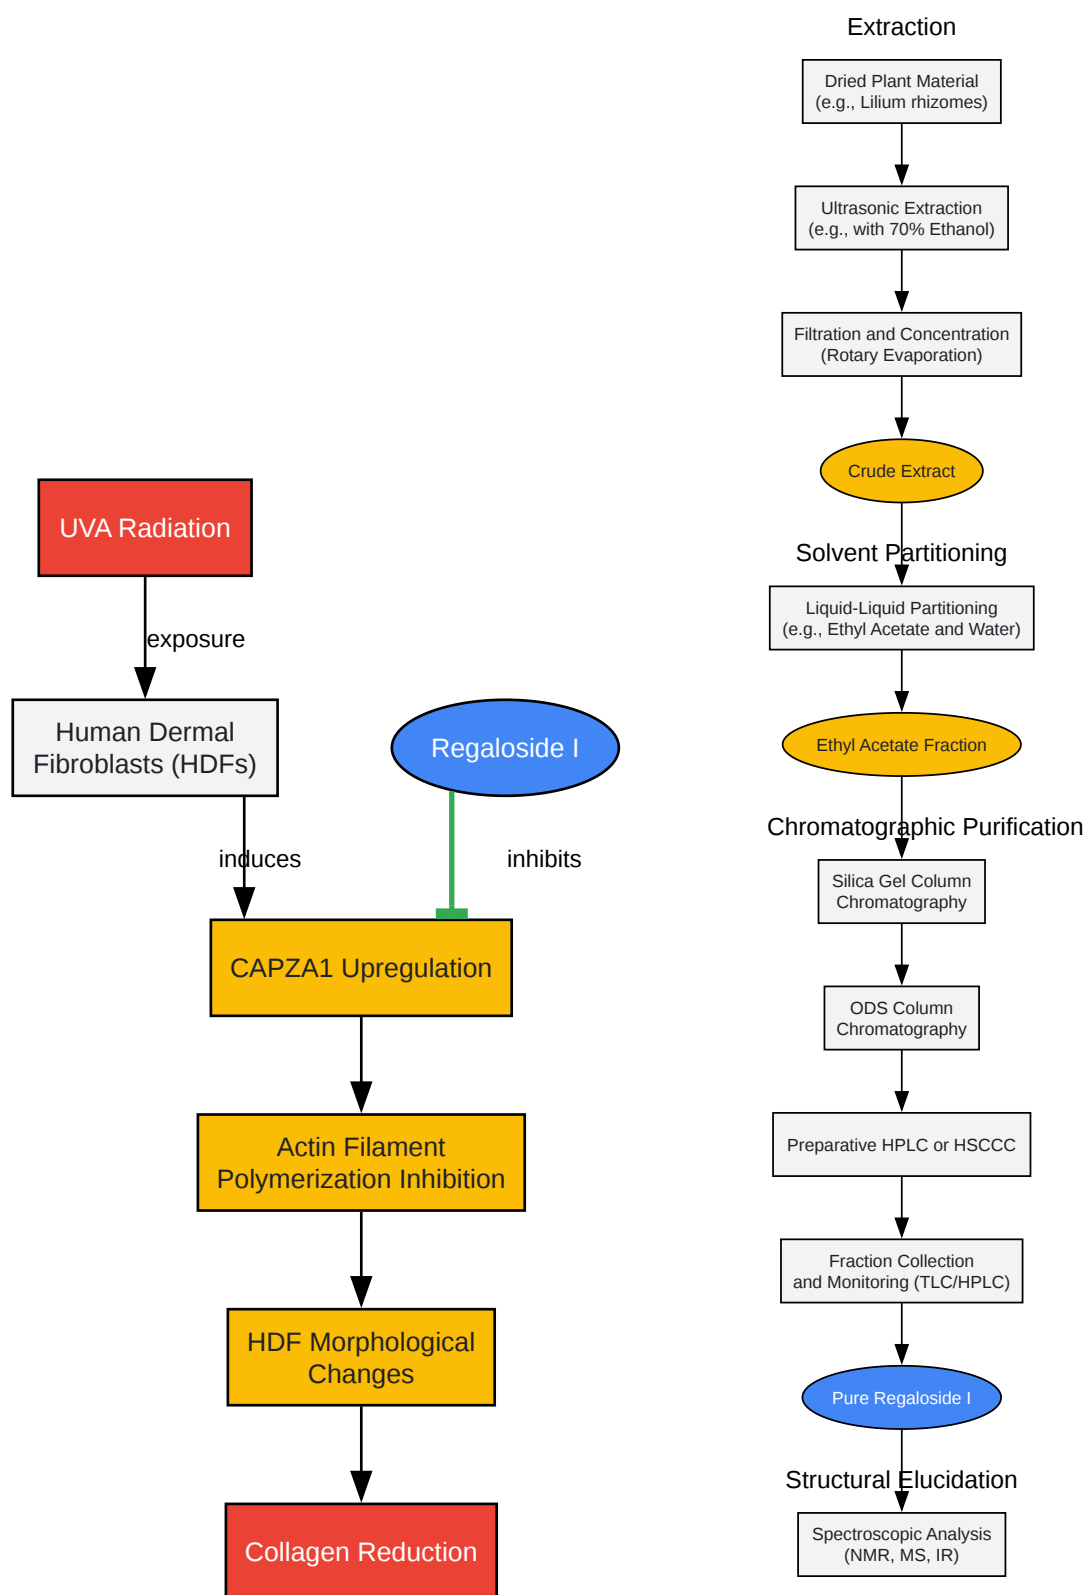 UVA Radiation
exposure
Human Dermal
Fibroblasts (HDFs)
Regaloside I
induces
inhibits
CAPZA1 Upregulation
Actin Filament
Polymerization Inhibition
HDF Morphological
Changes
Collagen Reduction
Extraction
Dried Plant Material
(e.g., Lilium rhizomes)
Ultrasonic Extraction
(e.g., with 70% Ethanol)
Filtration and Concentration
(Rotary Evaporation)
Crude Extract
Solvent Partitioning
Liquid-Liquid Partitioning
(e.g., Ethyl Acetate and Water)
Ethyl Acetate Fraction
Chromatographic Purification
Silica Gel Column
Chromatography
ODS Column
Chromatography
Preparative HPLC or HSCCC
Fraction Collection
and Monitoring (TLC/HPLC)
Pure Regaloside I
Structural Elucidation
Spectroscopic Analysis
(NMR, MS, IR)